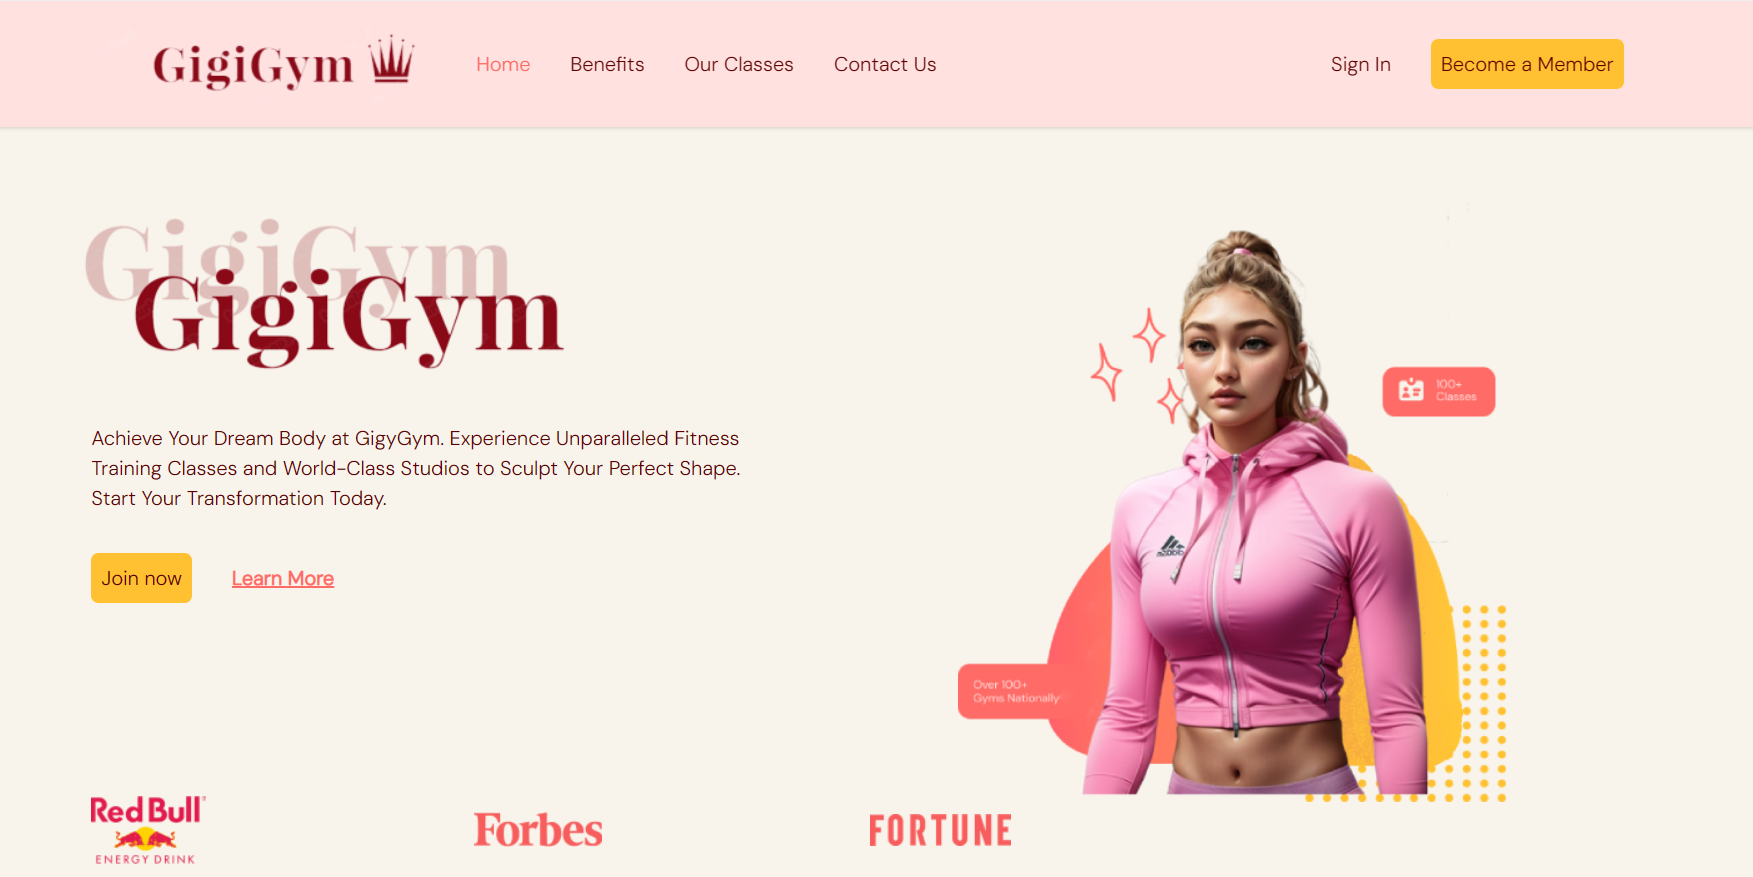 GigiGym
Home
Benefits
Our Classes
Contact Us
Sign In
Become a Member
GigiGym
GigiGym
Achieve Your Dream Body at GigyGym. Experience Unparalleled Fitness
Training Classes and World-Class Studios to Sculpt Your Perfect Shape.
Start Your Transformation Today.
Join now
Learn More
100+
Classes
Over 100+
Gyms Nationally
Red Bull
ENERGY DRINK
Forbes
FORTUNE